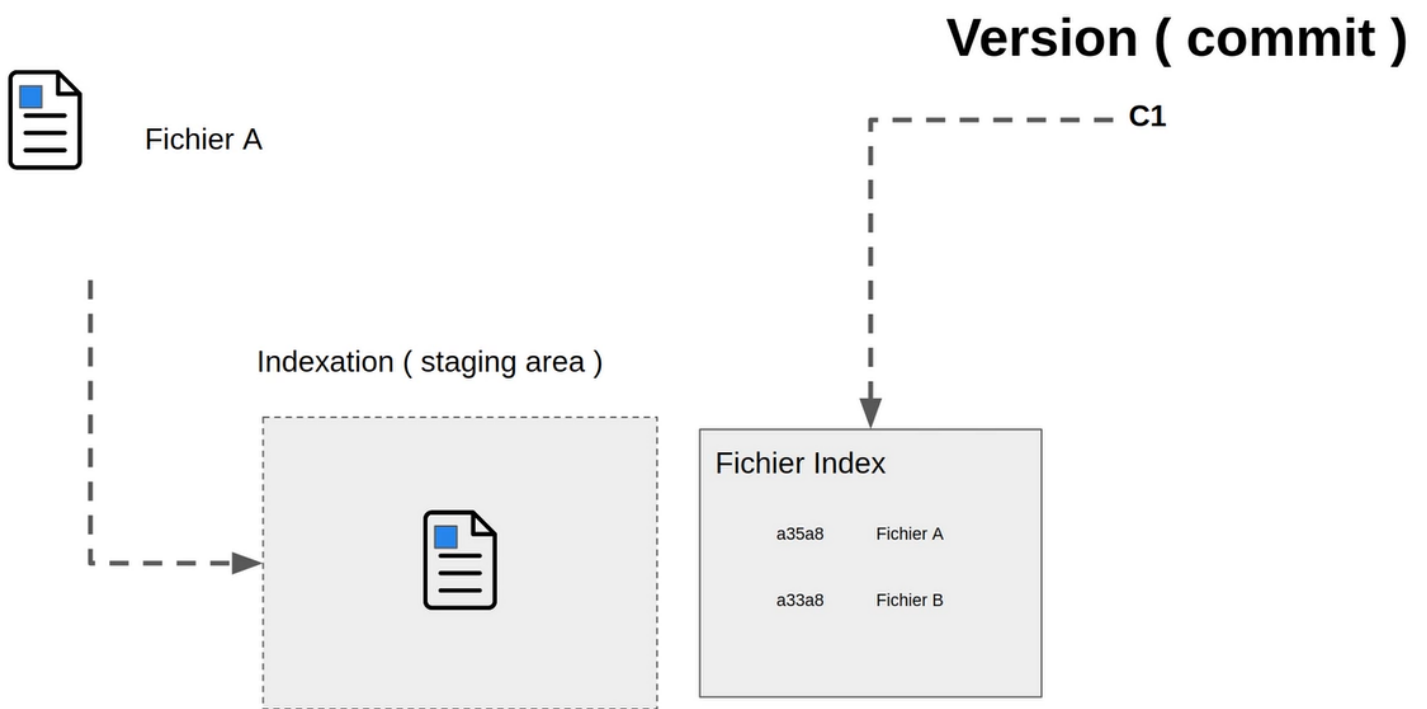 Version ( commit )
C1
Fichier A
Indexation ( staging area )
Fichier Index
a35a8 Fichier A
a33a8 Fichier B